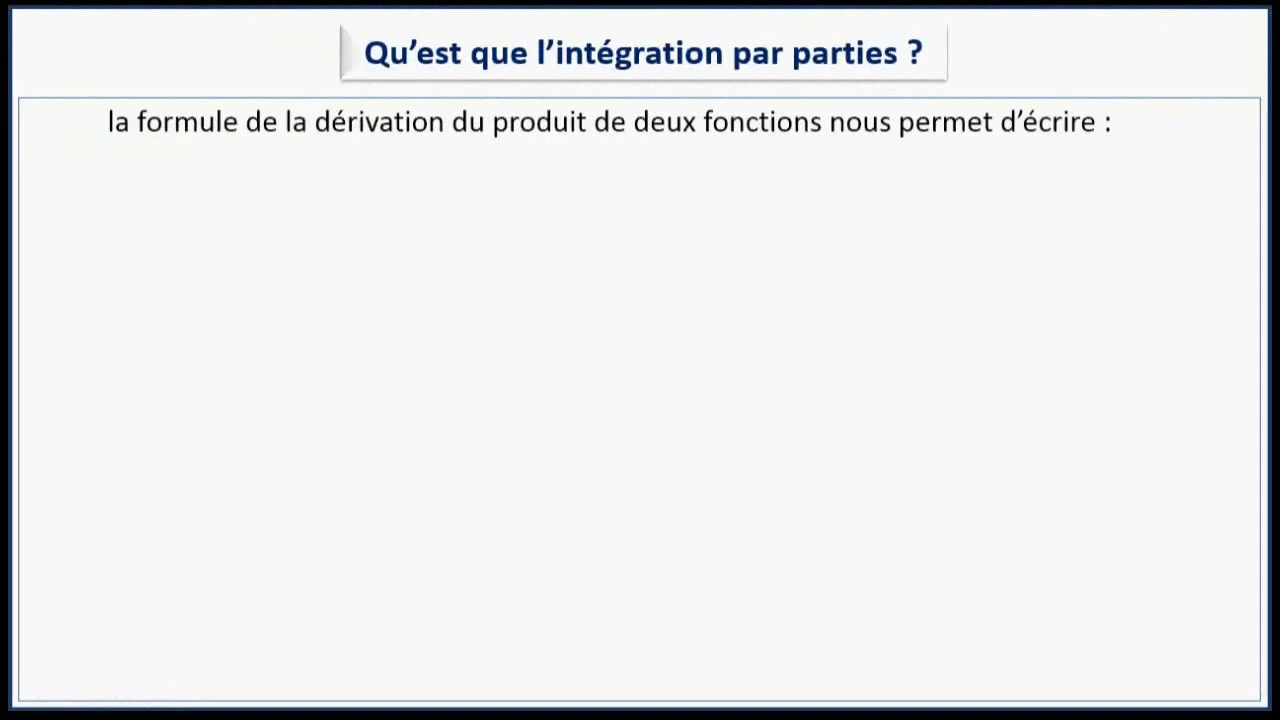 Qu’est que l’intégration par parties ?
la formule de la dérivation du produit de deux fonctions nous permet d’écrire :